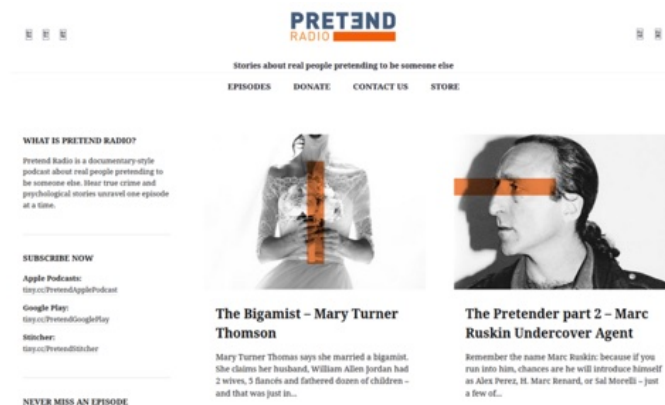 PRETEND
RADIO
Stories about real people pretending to be someone else
EPISODES DONATE CONTACT US STORE
WHAT IS PRETEND RADIO?
Pretend Radio is a documentary-style
podcast about real people pretending to
be someone else. Hear true crime and
psychological stories unravel one episode
at a time.
SUBSCRIBE NOW
Apple Podcasts:
tiny.cc/PretendApplePodcast
Google Play:
tiny.cc/PretendGooglePlay
Stitcher:
tiny.cc/PretendStitcher
NEVER MISS AN EPISODE
The Bigamist – Mary Turner
Thomson
Mary Turner Thomas says she married a bigamist.
She claims her husband, William Allen Jordan had
2 wives, 5 fiancés and fathered dozen of children –
and that was just in...
The Pretender part 2 – Marc
Ruskin Undercover Agent
Remember the name Marc Ruskin: because if you
run into him, chances are he will introduce himself
as Alex Perez, H. Marc Renard, or Sal Morelli – just
a few of...